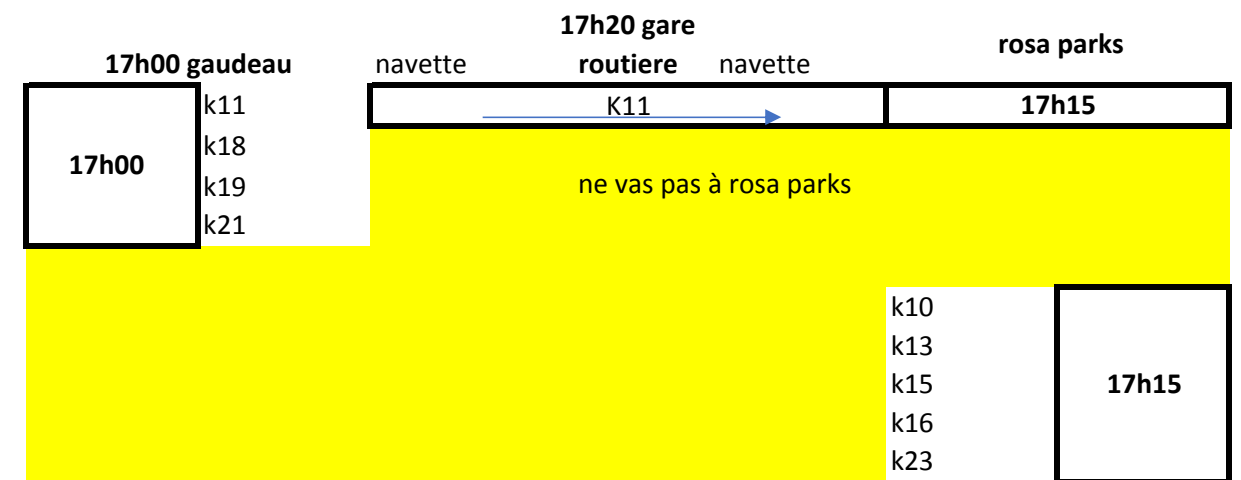 17h20 gare
17h00 gaudeau navette routiere navette rosa parks
k11 K11 17h15
17h00
k18
k19 ne vas pas à rosa parks
k21
k10
k13
k15 17h15
k16
k23